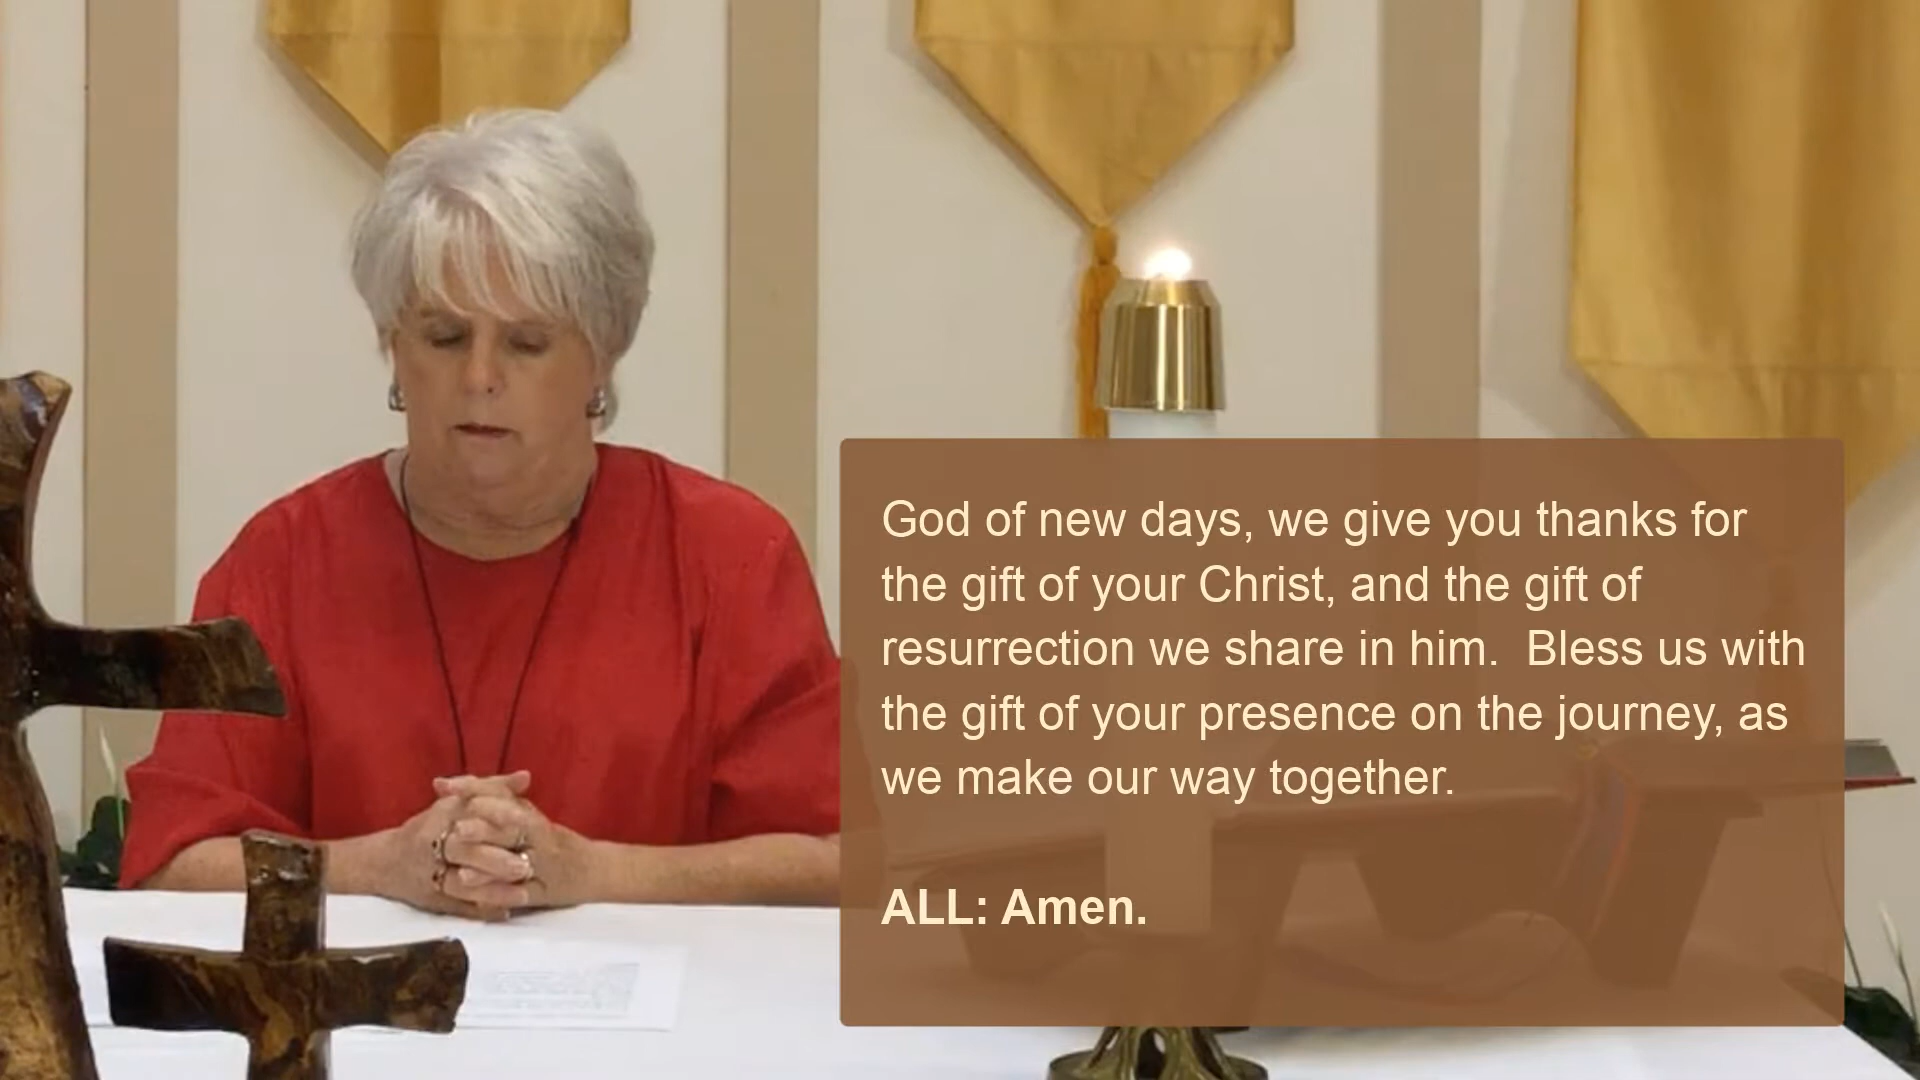 God of new days, we give you thanks for
the gift of your Christ, and the gift of
resurrection we share in him.  Bless us with
the gift of your presence on the journey, as
we make our way together.
ALL: Amen.